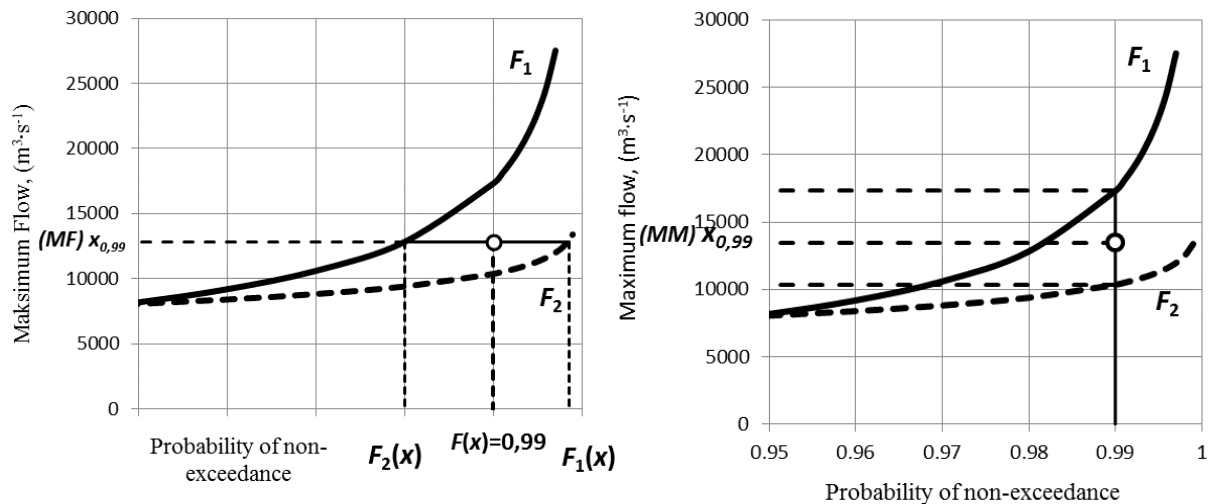 Maksimum Flow, (m³·s⁻¹)
30000
25000
20000
15000
(MF) x0,99
10000
5000
0
F1
F2
Probability of non-
exceedance
F2(x)
F(x)=0,99
F1(x)
Maximum flow, (m³·s⁻¹)
30000
25000
20000
15000
(MM) x0,99
10000
5000
0
F1
F2
0.95 0.96 0.97 0.98 0.99 1
Probability of non-exceedance